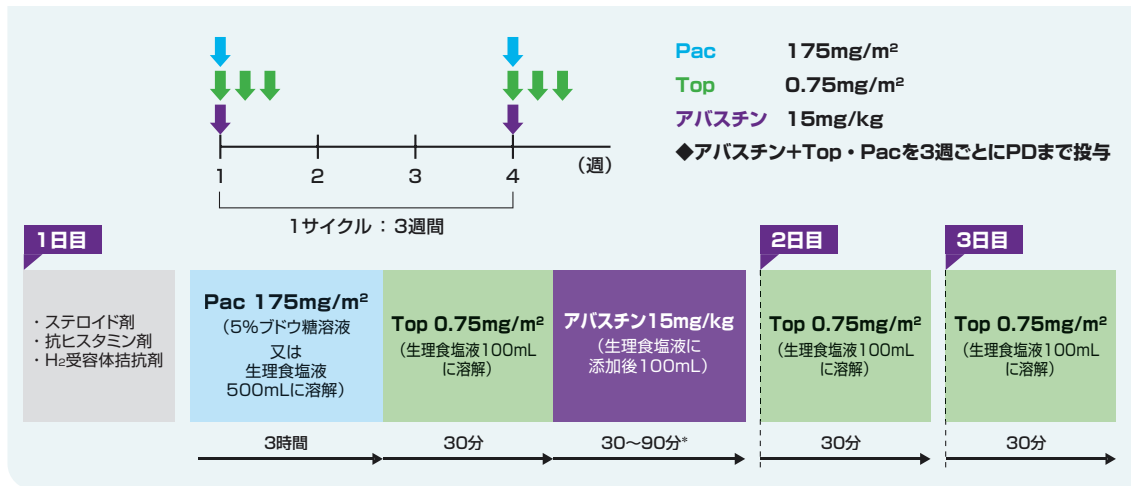 Pac 175mg/m²
Top 0.75mg/m²
アバスチン 15mg/kg
◆アバスチン+Top・Pacを3週ごとにPDまで投与
1 2 3 4 (週)
1サイクル：3週間
1日目
・ステロイド剤
・抗ヒスタミン剤
・H₂受容体拮抗剤
Pac 175mg/m²
(5%ブドウ糖溶液
又は
生理食塩液
500mLに溶解)
3時間
Top 0.75mg/m²
(生理食塩液100mL
に溶解)
30分
アバスチン15mg/kg
(生理食塩液に
添加後100mL)
30〜90分*
2日目
Top 0.75mg/m²
(生理食塩液100mL
に溶解)
30分
3日目
Top 0.75mg/m²
(生理食塩液100mL
に溶解)
30分